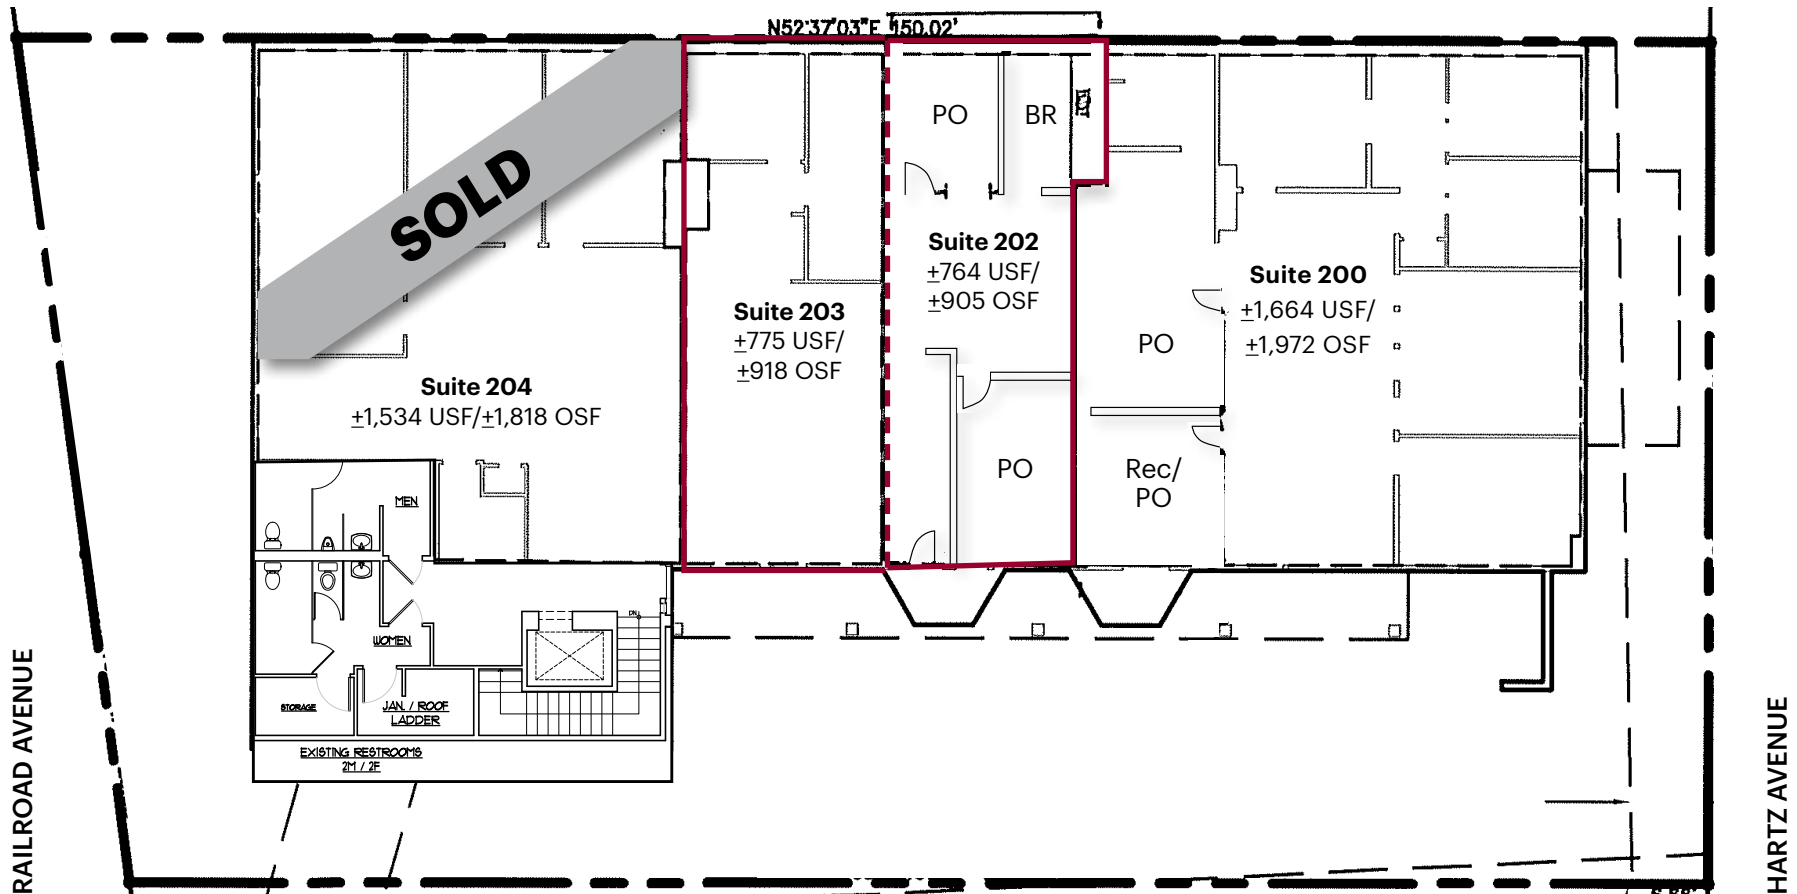 N52°37'03"E 150.02'
SOLD
PO
BR
Suite 202
±764 USF/
±905 OSF
Suite 200
±1,664 USF/
±1,972 OSF
Suite 203
±775 USF/
±918 OSF
PO
Suite 204
±1,534 USF/±1,818 OSF
PO
Rec/
PO
MEN
DN.
WOMEN
STORAGE
JAN. / ROOF
LADDER
EXISTING RESTROOMS
2M / 2F
RAILROAD AVENUE
HARTZ AVENUE